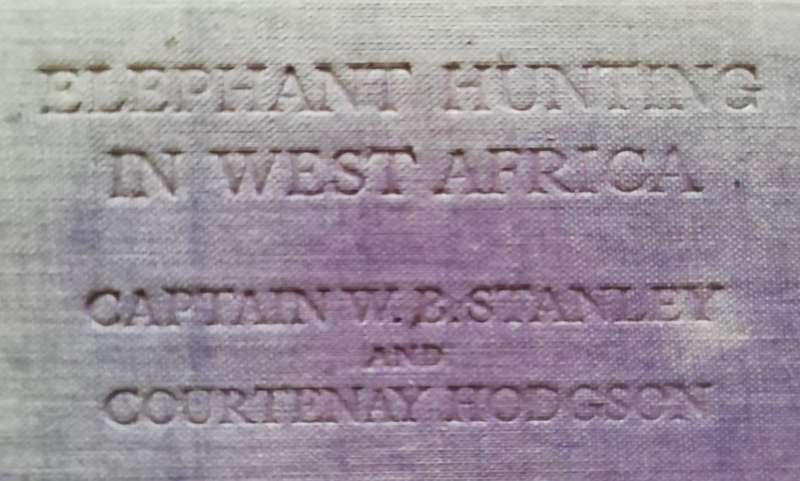 ELEPHANT HUNTING
IN WEST AFRICA
CAPTAIN W. B. STANLEY
AND
COURTENAY HODGSON